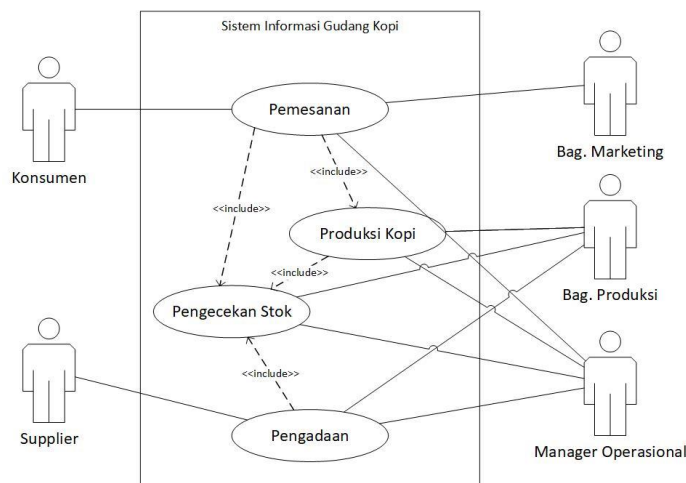 Sistem Informasi Gudang Kopi
Pemesanan
Konsumen
Bag. Marketing
<<include>>
<<include>>
Produksi Kopi
<<include>>
Bag. Produksi
Pengecekan Stok
<<include>>
Supplier
Pengadaan
Manager Operasional